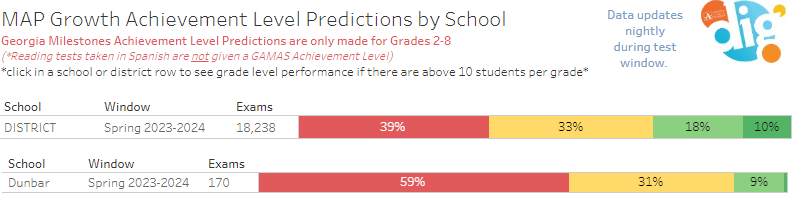 MAP Growth Achievement Level Predictions by School
Georgia Milestones Achievement Level Predictions are only made for Grades 2-8
(*Reading tests taken in Spanish are not given a GAMAS Achievement Level)
*click in a school or district row to see grade level performance if there are above 10 students per grade*
Data updates
nightly
during test
window.
dig
School Window Exams
DISTRICT Spring 2023-2024 18,238 39% 33% 18% 10%
School Window Exams
Dunbar Spring 2023-2024 170 59% 31% 9%